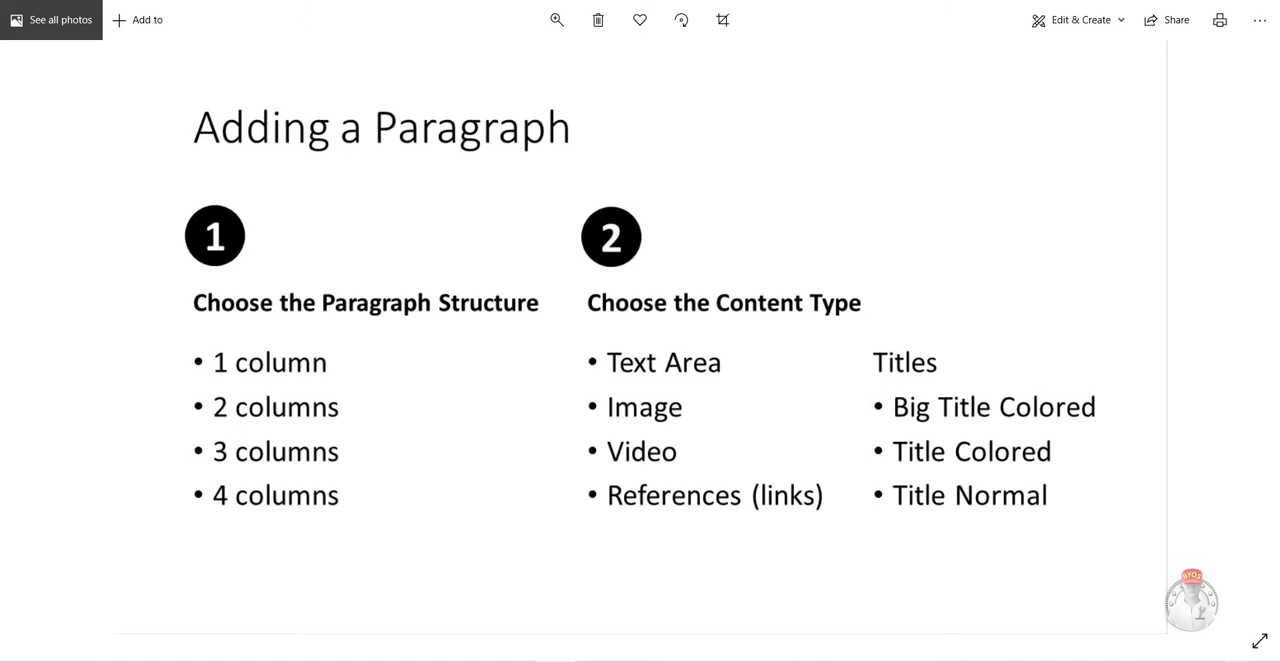 See all photos
Add to
Edit & Create
Share
Adding a Paragraph
1
Choose the Paragraph Structure
• 1 column
• 2 columns
• 3 columns
• 4 columns
2
Choose the Content Type
• Text Area
• Image
• Video
• References (links)
Titles
• Big Title Colored
• Title Colored
• Title Normal
BYOS